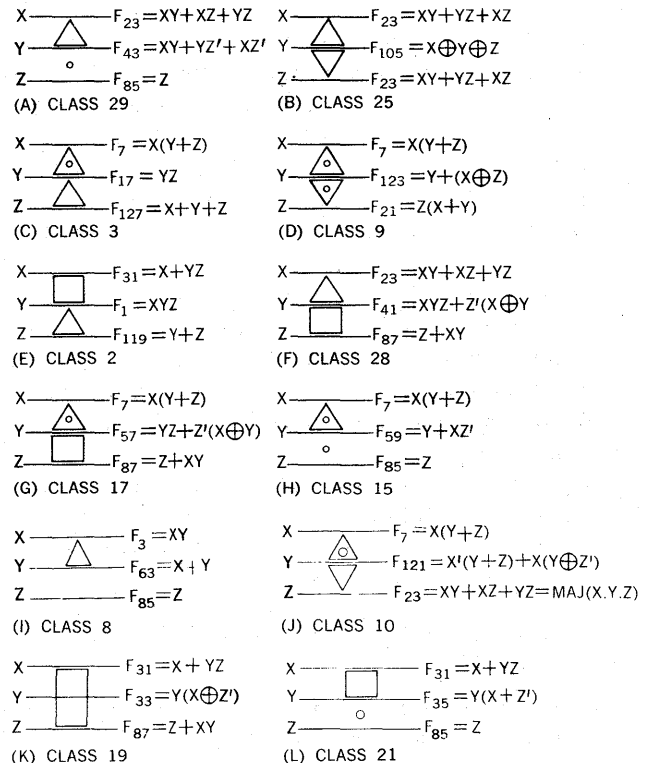 X F₂₃=XY+XZ+YZ
Y F₄₃=XY+YZ′+XZ′
Z F₈₅=Z
(A) CLASS 29
X F₂₃=XY+YZ+XZ
Y F₁₀₅=X⊕Y⊕Z
Z F₂₃=XY+YZ+XZ
(B) CLASS 25
X F₇=X(Y+Z)
Y F₁₇=YZ
Z F₁₂₇=X+Y+Z
(C) CLASS 3
X F₇=X(Y+Z)
Y F₁₂₃=Y+(X⊕Z)
Z F₂₁=Z(X+Y)
(D) CLASS 9
X F₃₁=X+YZ
Y F₁=XYZ
Z F₁₁₉=Y+Z
(E) CLASS 2
X F₂₃=XY+XZ+YZ
Y F₄₁=XYZ+Z′(X⊕Y
Z F₈₇=Z+XY
(F) CLASS 28
X F₇=X(Y+Z)
Y F₅₇=YZ+Z′(X⊕Y)
Z F₈₇=Z+XY
(G) CLASS 17
X F₇=X(Y+Z)
Y F₅₉=Y+XZ′
Z F₈₅=Z
(H) CLASS 15
X F₃=XY
Y F₆₃=X+Y
Z F₈₅=Z
(I) CLASS 8
X F₇=X(Y+Z)
Y F₁₂₁=X′(Y+Z)+X(Y⊕Z′)
Z F₂₃=XY+XZ+YZ=MAJ(X.Y.Z)
(J) CLASS 10
X F₃₁=X+YZ
Y F₃₃=Y(X⊕Z′)
Z F₈₇=Z+XY
(K) CLASS 19
X F₃₁=X+YZ
Y F₃₅=Y(X+Z′)
Z F₈₅=Z
(L) CLASS 21